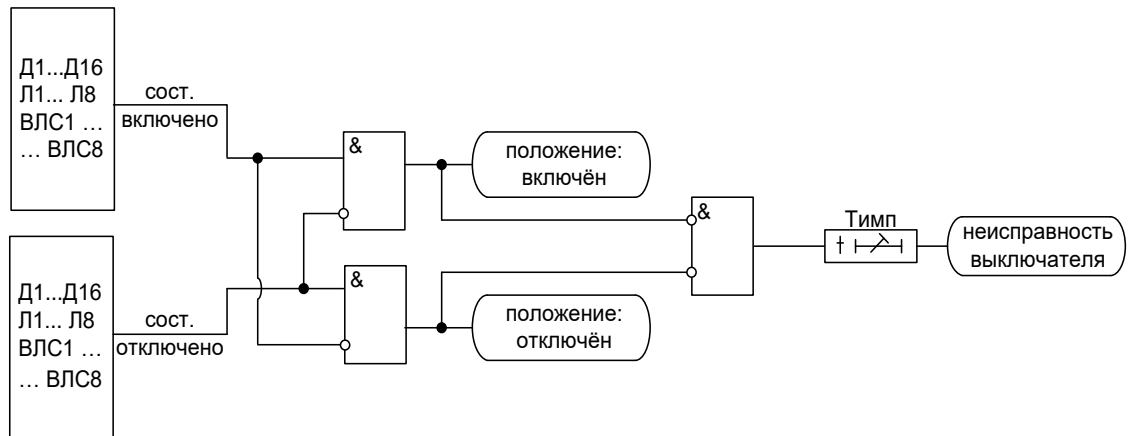 Д1...Д16
Л1... Л8
ВЛС1 ...
... ВЛС8
сост.
включено
&
положение:
включён
Д1...Д16
Л1... Л8
ВЛС1 ...
... ВЛС8
сост.
отключено
&
положение:
отключён
&
Тимп
t
неисправность
выключателя